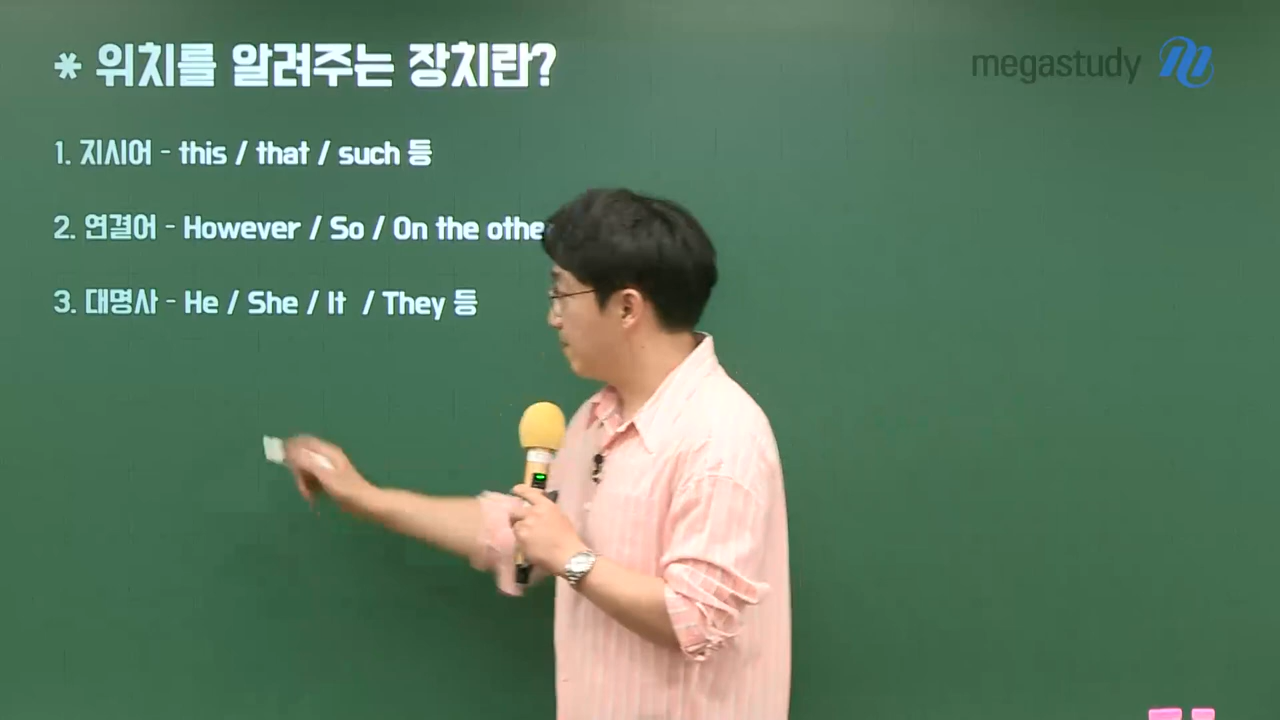 * 위치를 알려주는 장치란?
megastudy
1. 지시어 - this / that / such 등
2. 연결어 - However / So / On the othe
3. 대명사 - He / She / It / They 등